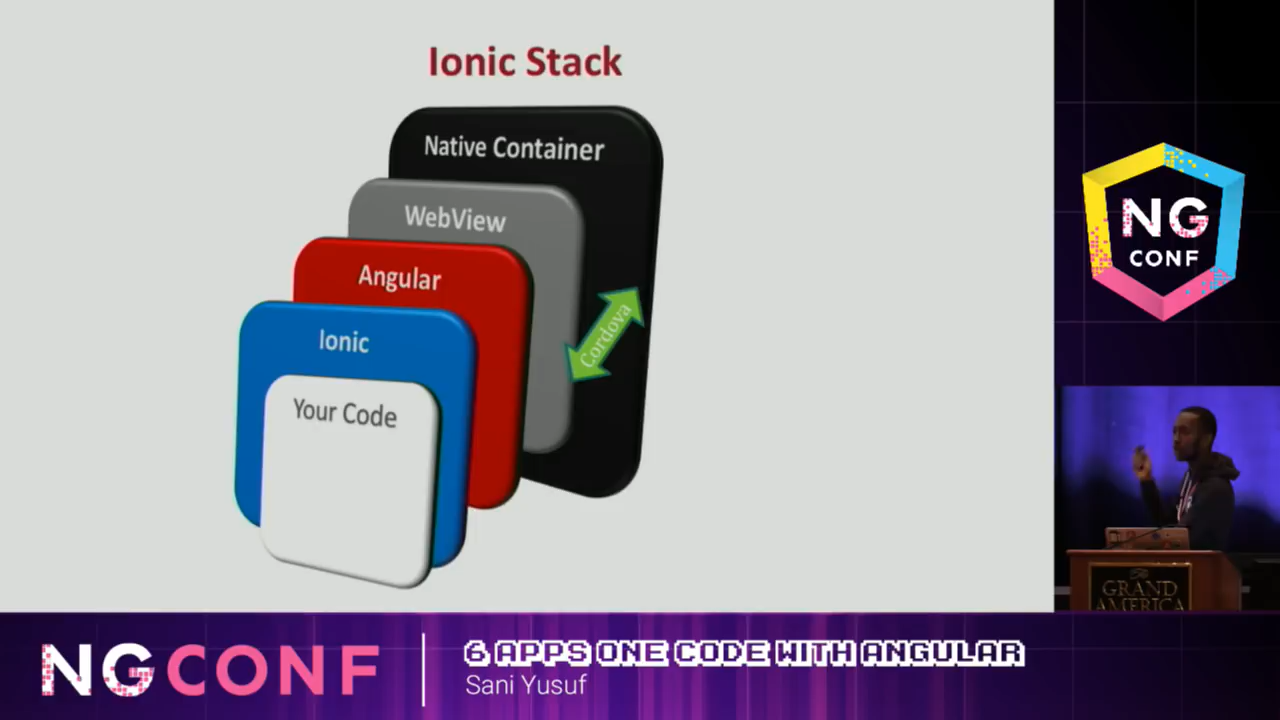 Ionic Stack
Native Container
WebView
Angular
Ionic
Your Code
Cordova
NG
CONF
GRAND
AMERICA
NGCONF
6 APPS ONE CODE WITH ANGULAR
Sani Yusuf